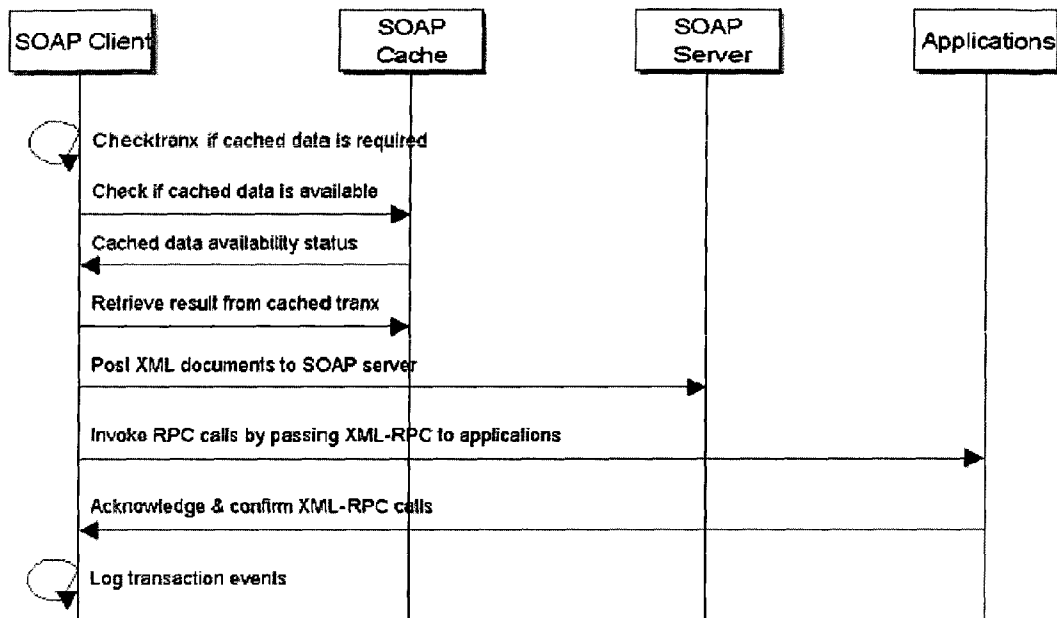 SOAP Client
SOAP
Cache
SOAP
Server
Applications
Checktranx if cached data is required
Check if cached data is available
Cached data availability status
Retrieve result from cached tranx
Post XML documents to SOAP server
Invoke RPC calls by passing XML-RPC to applications
Acknowledge & confirm XML-RPC calls
Log transaction events